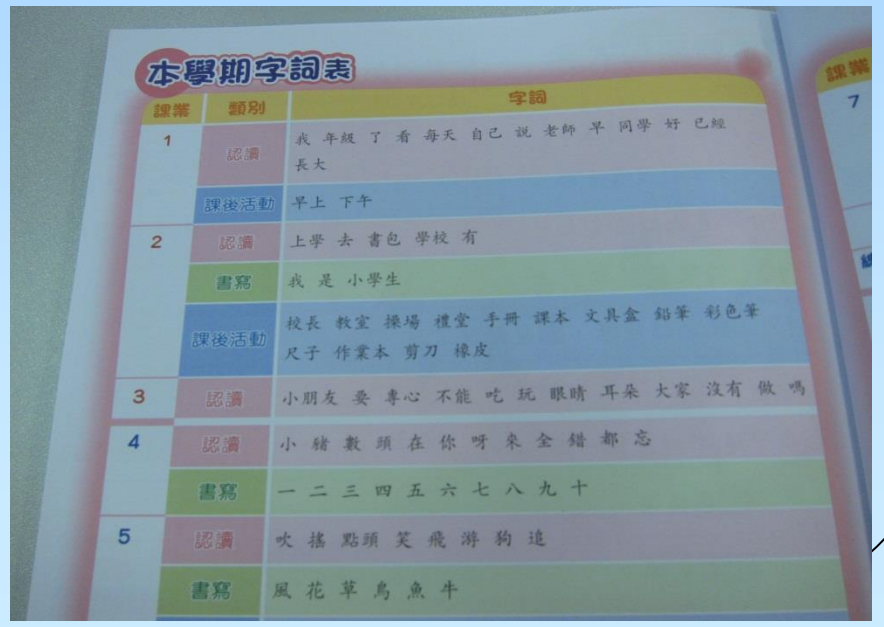 本學期字詞表
課業 類別 字詞
1 認讀 我 年級 了 看 每天 自己 說 老師 早 同學 好 已經
長大
課後活動 早上 下午
2 認讀 上學 去 書包 學校 有
書寫 我 是 小學生
課後活動 校長 教室 操場 禮堂 手冊 課本 文具盒 鉛筆 彩色筆
尺子 作業本 剪刀 橡皮
3 認讀 小朋友 要 專心 不能 吃 玩 眼睛 耳朵 大家 沒有 做 嗎
4 認讀 小 豬 數 頭 在 你 呀 來 全 錯 都 忘
書寫 一 二 三 四 五 六 七 八 九 十
5 認讀 吹 搖 點頭 笑 飛 游 狗 追
書寫 風 花 草 鳥 魚 牛
課業
7